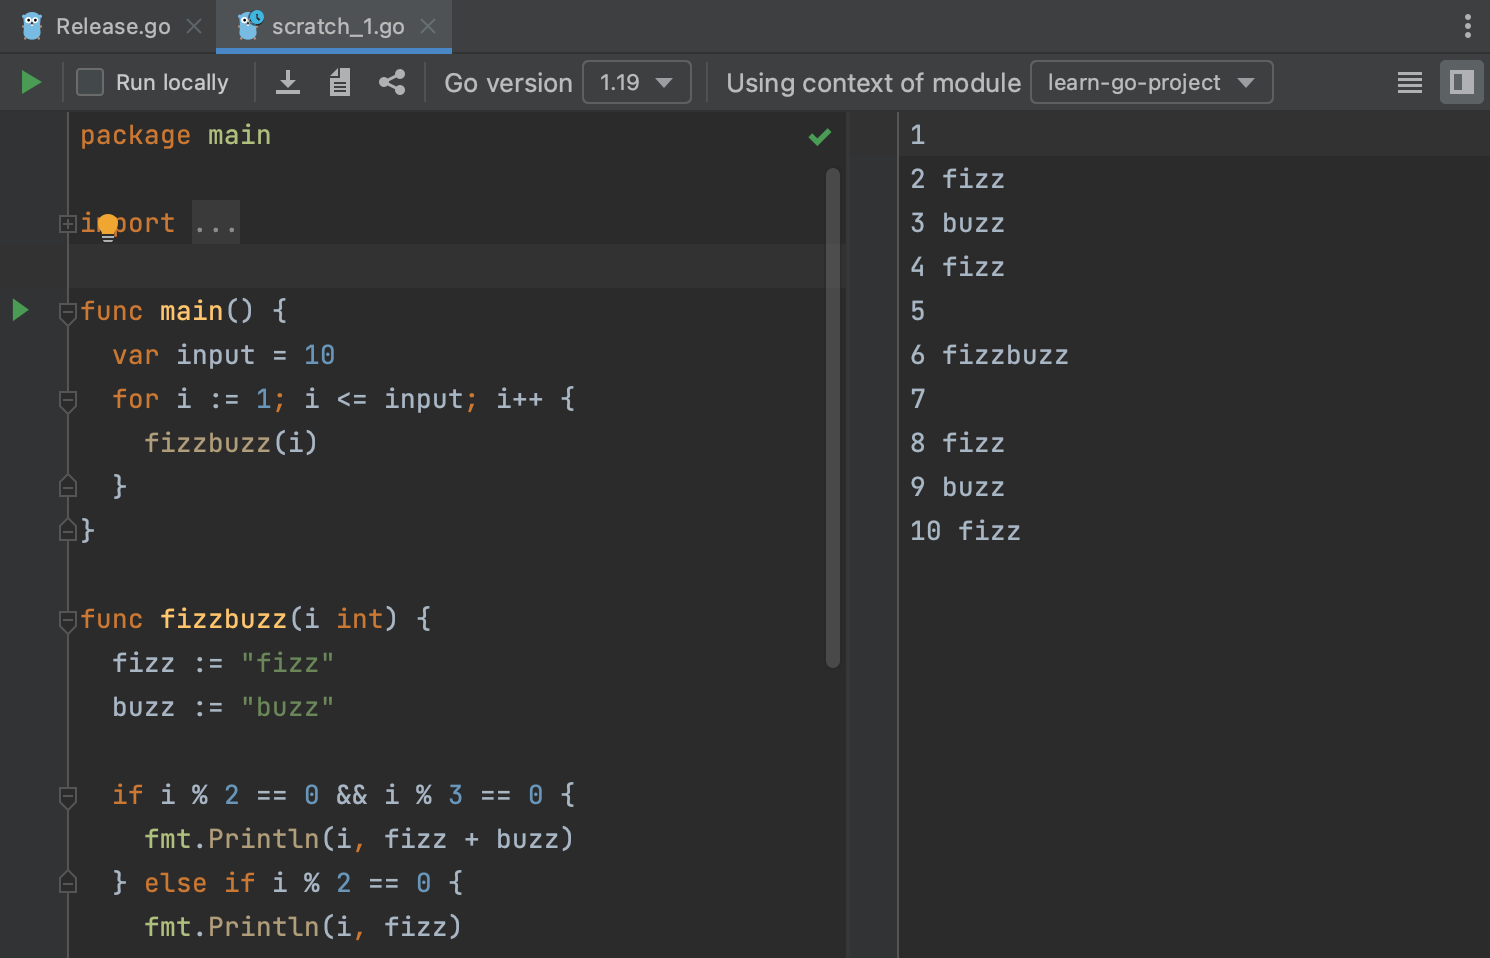 Release.go scratch_1.go
Run locally Go version 1.19 Using context of module learn-go-project
package main
import ...
func main() {
var input = 10
for i := 1; i <= input; i++ {
fizzbuzz(i)
}
}
func fizzbuzz(i int) {
fizz := "fizz"
buzz := "buzz"
if i % 2 == 0 && i % 3 == 0 {
fmt.Println(i, fizz + buzz)
} else if i % 2 == 0 {
fmt.Println(i, fizz)
1
2 fizz
3 buzz
4 fizz
5
6 fizzbuzz
7
8 fizz
9 buzz
10 fizz